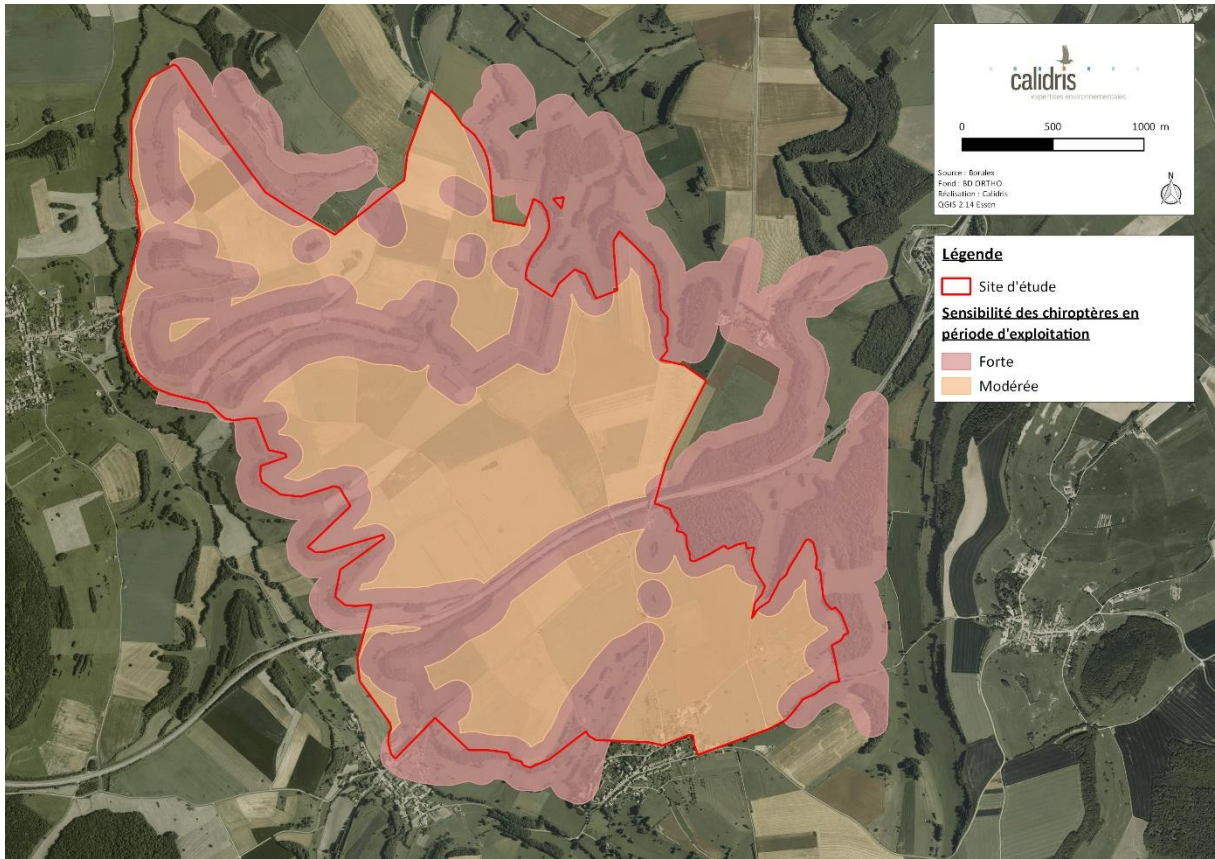 calidris
expertises environnementales
0 500 1000 m
Source : Boralex
Fond : BD ORTHO
Réalisation : Calidris
QGIS 2.14 Essen
N
Légende
Site d'étude
Sensibilité des chiroptères en
période d'exploitation
Forte
Modérée